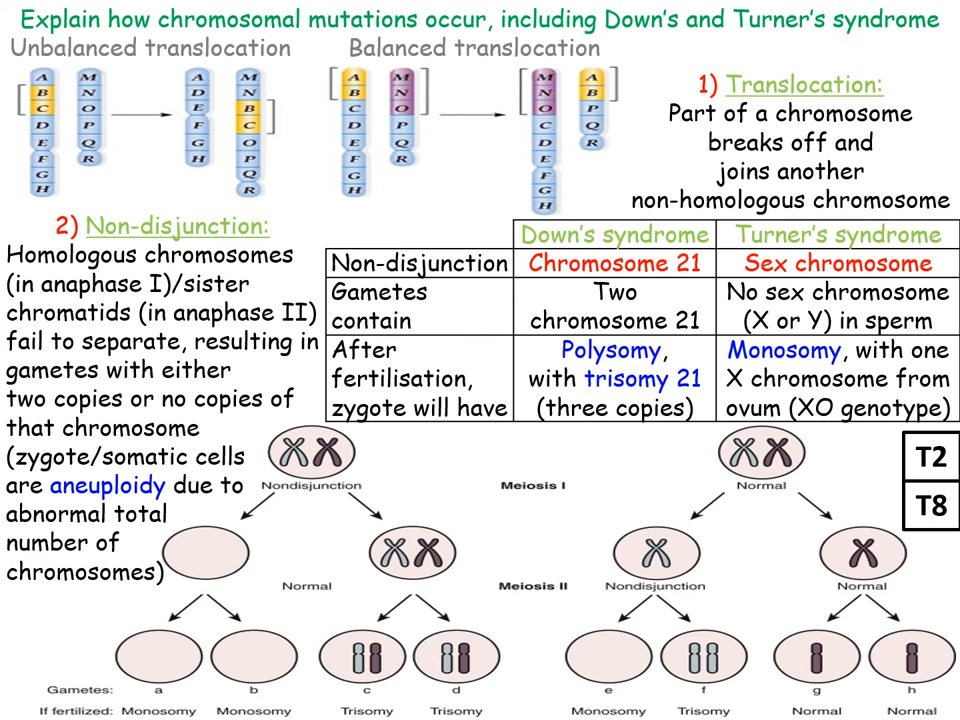 Explain how chromosomal mutations occur, including Down's and Turner's syndrome
Unbalanced translocation
Balanced translocation
A
B
C
D
E
F
G
H
M
N
O
P
Q
R
A
D
E
F
G
H
M
N
B
C
O
P
Q
R
A
B
C
D
E
F
G
H
M
N
O
P
Q
R
M
N
O
C
D
E
F
G
H
A
B
P
Q
R
1) Translocation:
Part of a chromosome
breaks off and
joins another
non-homologous chromosome
2) Non-disjunction:
Homologous chromosomes
(in anaphase I)/sister
chromatids (in anaphase II)
fail to separate, resulting in
gametes with either
two copies or no copies of
that chromosome
(zygote/somatic cells
are aneuploidy due to
abnormal total
number of
chromosomes)
Down's syndrome Turner's syndrome
Non-disjunction Chromosome 21 Sex chromosome
Gametes Two No sex chromosome
contain chromosome 21 (X or Y) in sperm
After Polysomy, Monosomy, with one
fertilisation, with trisomy 21 X chromosome from
zygote will have (three copies) ovum (XO genotype)
T2
T8
Nondisjunction Meiosis I Normal
Normal Meiosis II Nondisjunction Normal
Gametes: a b c d e f g h
If fertilized: Monosomy Monosomy Trisomy Trisomy Monosomy Trisomy Normal Normal